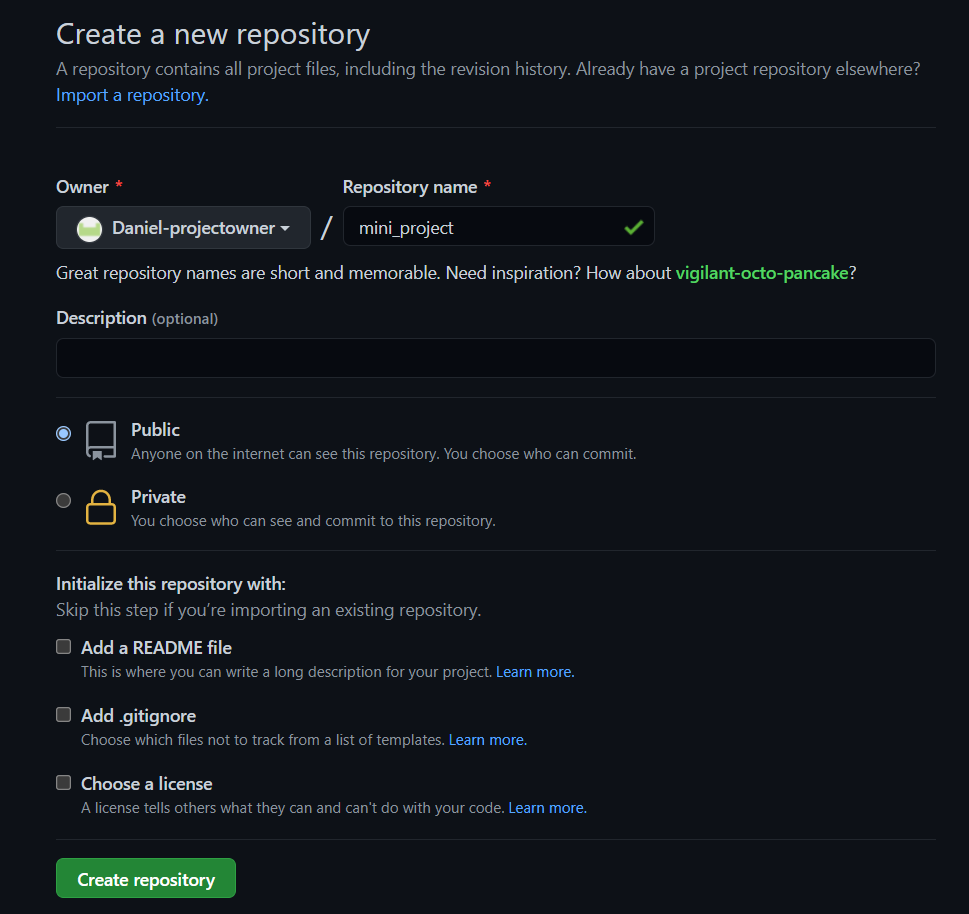 Create a new repository
A repository contains all project files, including the revision history. Already have a project repository elsewhere?
Import a repository.
Owner * Repository name *
Daniel-projectowner / mini_project
Great repository names are short and memorable. Need inspiration? How about vigilant-octo-pancake?
Description (optional)
Public
Anyone on the internet can see this repository. You choose who can commit.
Private
You choose who can see and commit to this repository.
Initialize this repository with:
Skip this step if you’re importing an existing repository.
Add a README file
This is where you can write a long description for your project. Learn more.
Add .gitignore
Choose which files not to track from a list of templates. Learn more.
Choose a license
A license tells others what they can and can't do with your code. Learn more.
Create repository